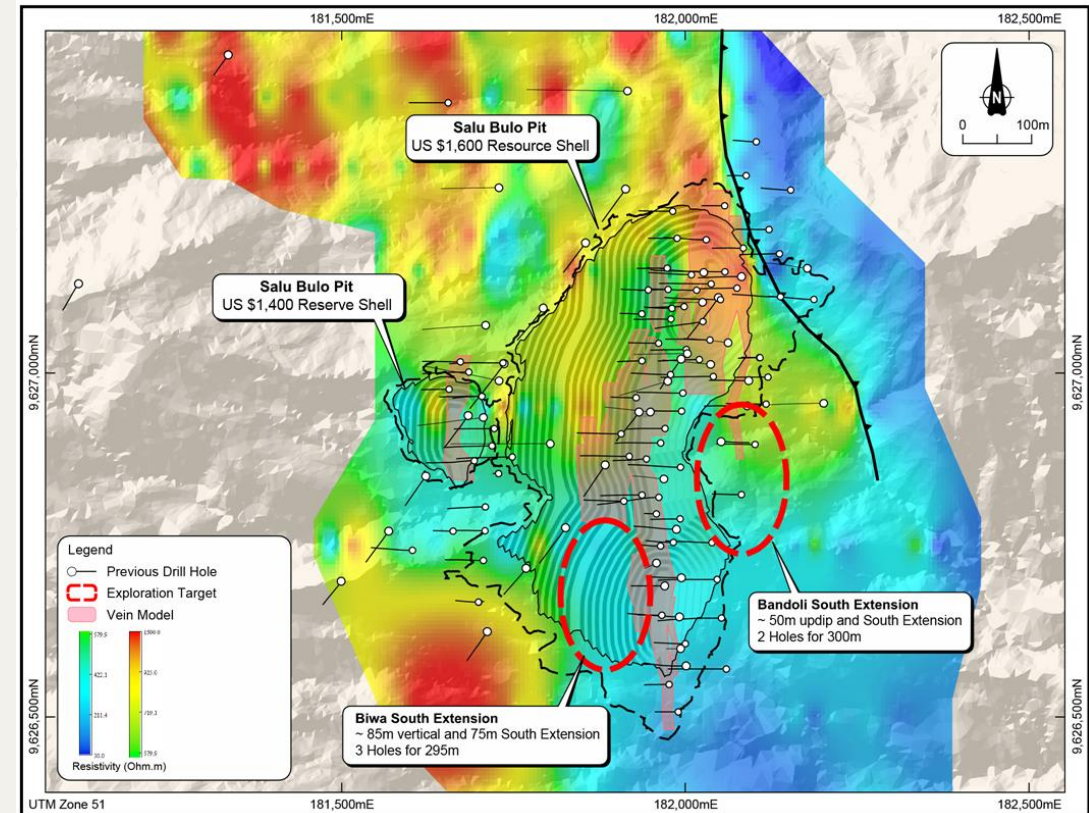 181,500mE
182,000mE
182,500mE
N
0 100m
Salu Bulo Pit
US $1,600 Resource Shell
Salu Bulo Pit
US $1,400 Reserve Shell
9,627,000mN
9,627,000mN
Legend
Previous Drill Hole
Exploration Target
Vein Model
Resistivity (Ohm.m)
Bandoli South Extension
~ 50m updip and South Extension
2 Holes for 300m
Biwa South Extension
~ 85m vertical and 75m South Extension
3 Holes for 295m
9,626,500mN
9,626,500mN
UTM Zone 51
181,500mE
182,000mE
182,500mE